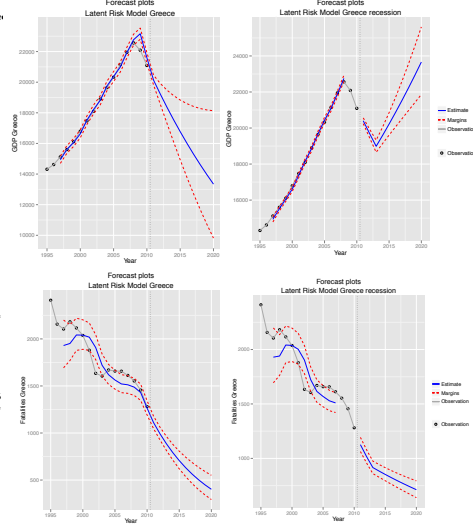 Forecast plots
Latent Risk Model Greece
GDP Greece
22000
20000
18000
16000
14000
12000
10000
1995
2000
2005
2010
2015
2020
Year
Forecast plots
Latent Risk Model Greece recession
GDP Greece
24000
22000
20000
18000
16000
1995
2000
2005
2010
2015
2020
Year
Estimate
Margins
Observatio
Observatio
Forecast plots
Latent Risk Model Greece
Fatalities Greece
2000
1500
1000
500
1995
2000
2005
2010
2015
2020
Year
Forecast plots
Latent Risk Model Greece recession
Fatalities Greece
2000
1500
1000
1995
2000
2005
2010
2015
2020
Year
Estimate
Margins
Observation
Observation